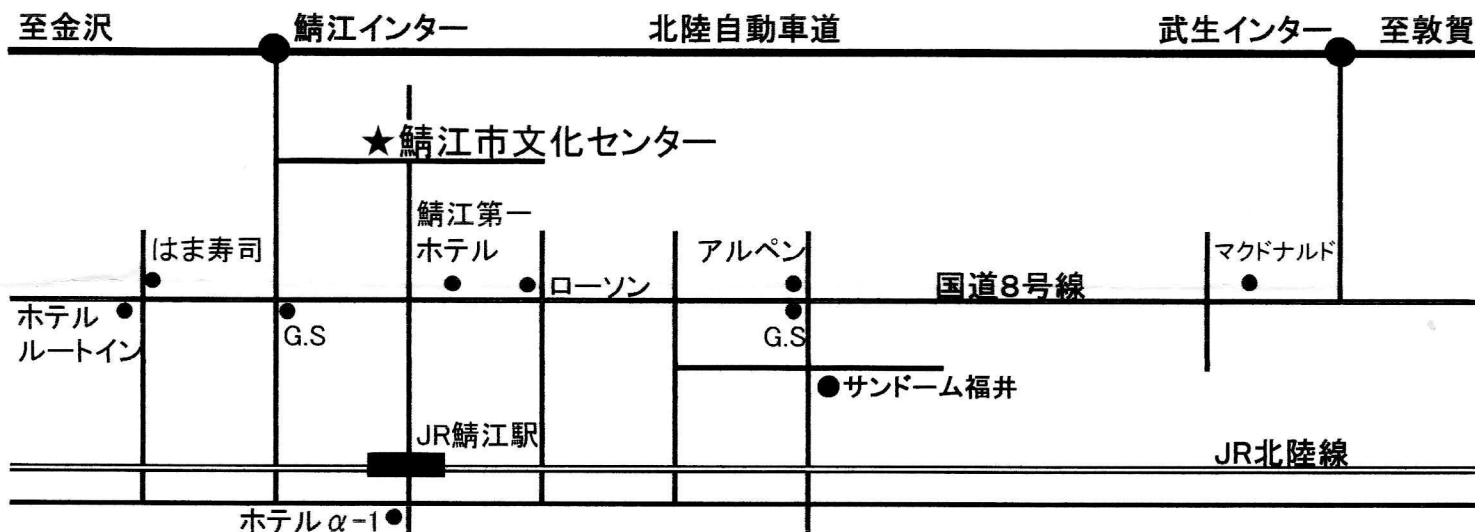 至金沢
鯖江インター
北陸自動車道
武生インター
至敦賀
★鯖江市文化センター
鯖江第一
ホテル
はま寿司
アルペン
マクドナルド
ローソン
国道8号線
ホテル
ルートイン
G.S
G.S
サンドーム福井
JR鯖江駅
JR北陸線
ホテルα-1